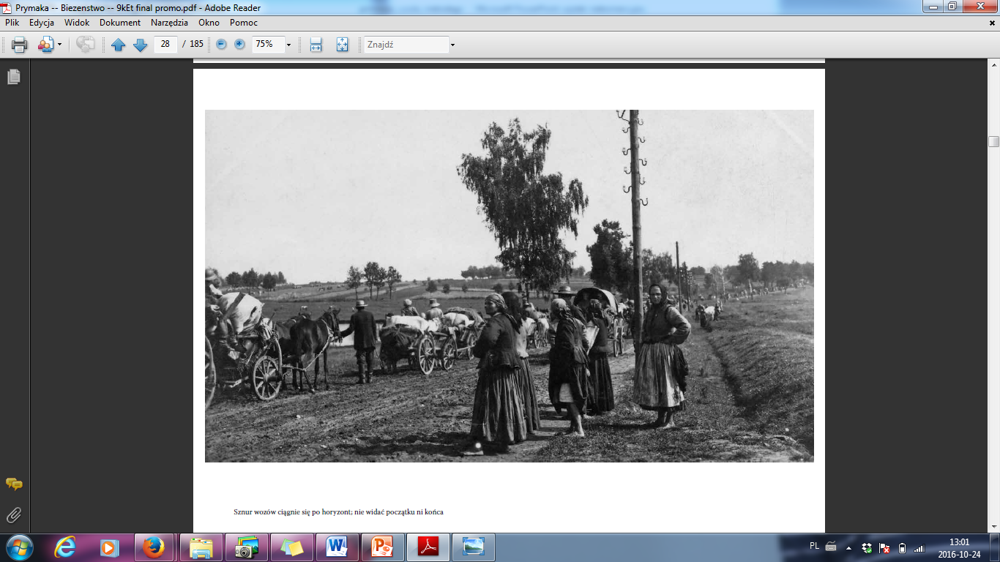 Prymaka -- Biezenstwo -- 9kEt final promo.pdf - Adobe Reader
Plik Edycja Widok Dokument Narzędzia Okno Pomoc
28 / 185 75% Znajdź
Sznur wozów ciągnie się po horyzont; nie widać początku ni końca
PL 13:01
2016-10-24